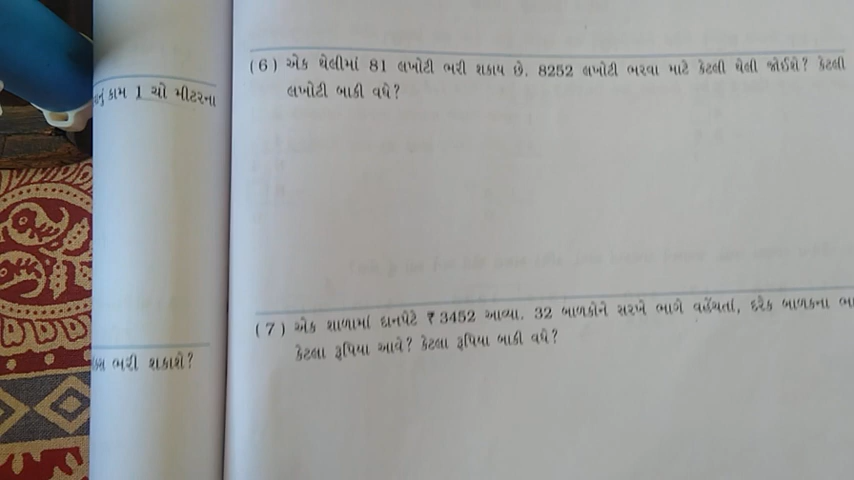 કામ 1 ચો મીટરના
ભરી શકાશે?
(6) એક થેલીમાં 81 લખોટી ભરી શકાય છે. 8252 લખોટી ભરવા માટે કેટલી થેલી જોઈશે? કેટલી
લખોટી બાકી વધે?
(7) એક શાળામાં દાનપેટે ₹ 3452 આવ્યા. 32 બાળકોને સરખે ભાગે વહેંચતાં, દરેક બાળકના
કેટલા રૂપિયા આવે? કેટલા રૂપિયા બાકી વધે?